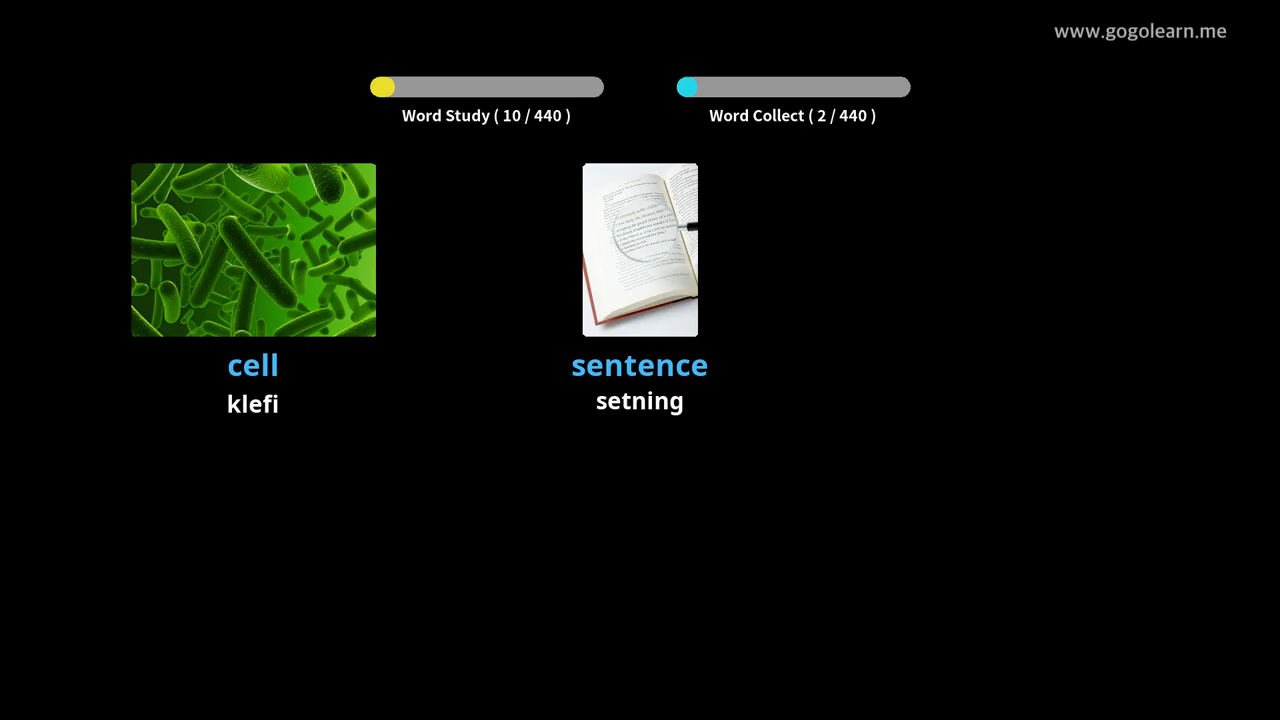 www.gogolearn.me
Word Study ( 10 / 440 )
Word Collect ( 2 / 440 )
cell
klefi
sentence
setning